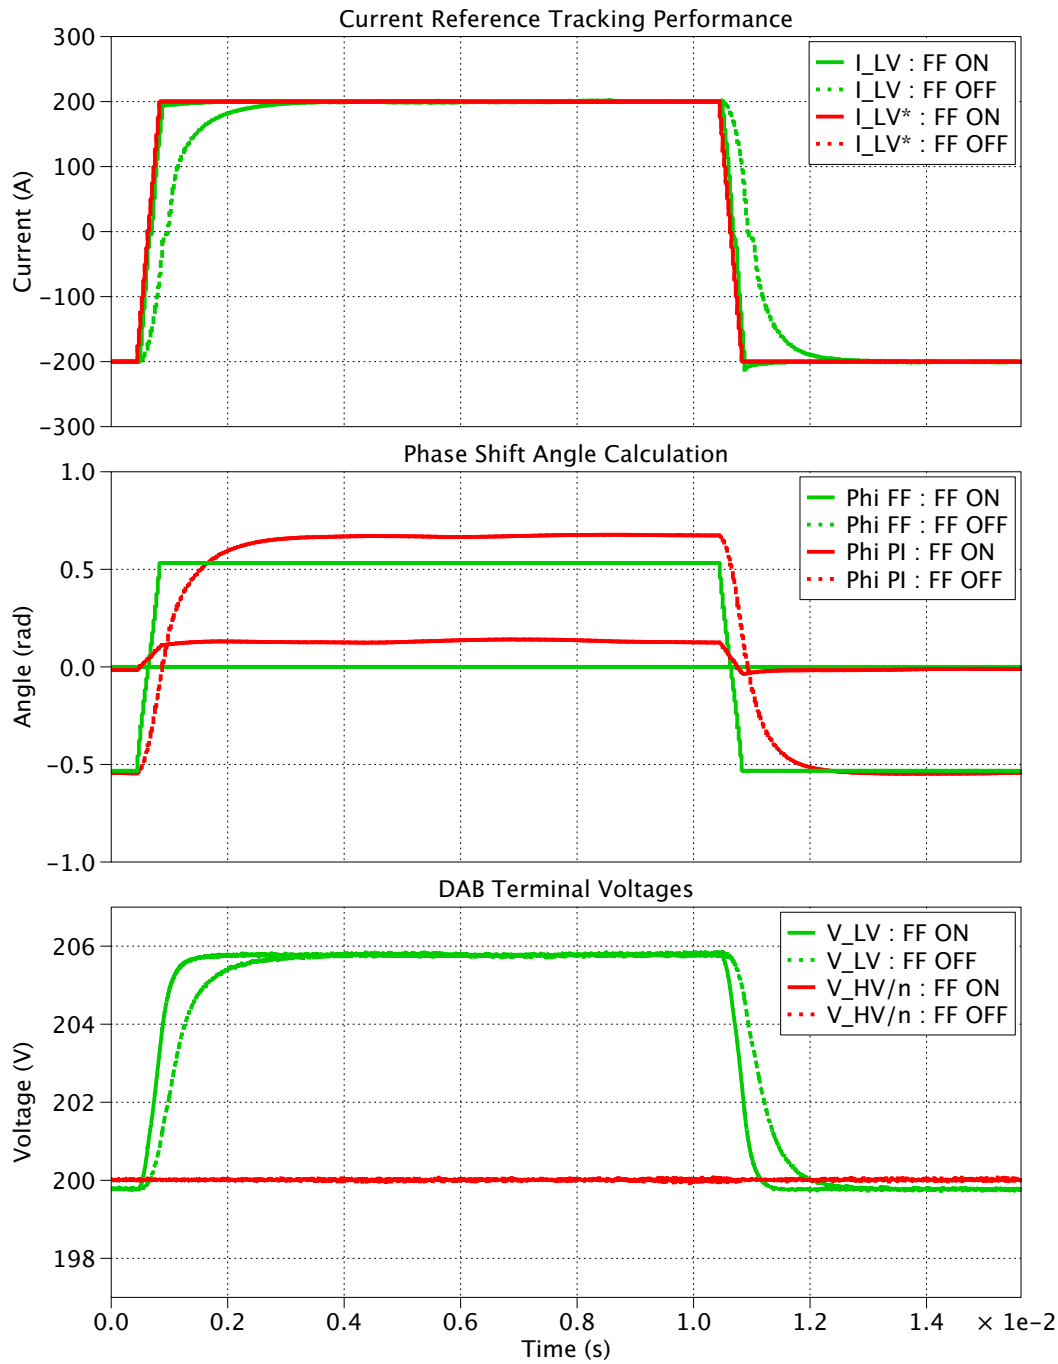 Current Reference Tracking Performance
300
200
100
0
−100
−200
−300
Current (A)
I_LV : FF ON
I_LV : FF OFF
I_LV* : FF ON
I_LV* : FF OFF
Phase Shift Angle Calculation
1.0
0.5
0.0
−0.5
−1.0
Angle (rad)
Phi FF : FF ON
Phi FF : FF OFF
Phi PI : FF ON
Phi PI : FF OFF
DAB Terminal Voltages
206
204
202
200
198
Voltage (V)
V_LV : FF ON
V_LV : FF OFF
V_HV/n : FF ON
V_HV/n : FF OFF
0.0 0.2 0.4 0.6 0.8 1.0 1.2 1.4 × 1e-2
Time (s)